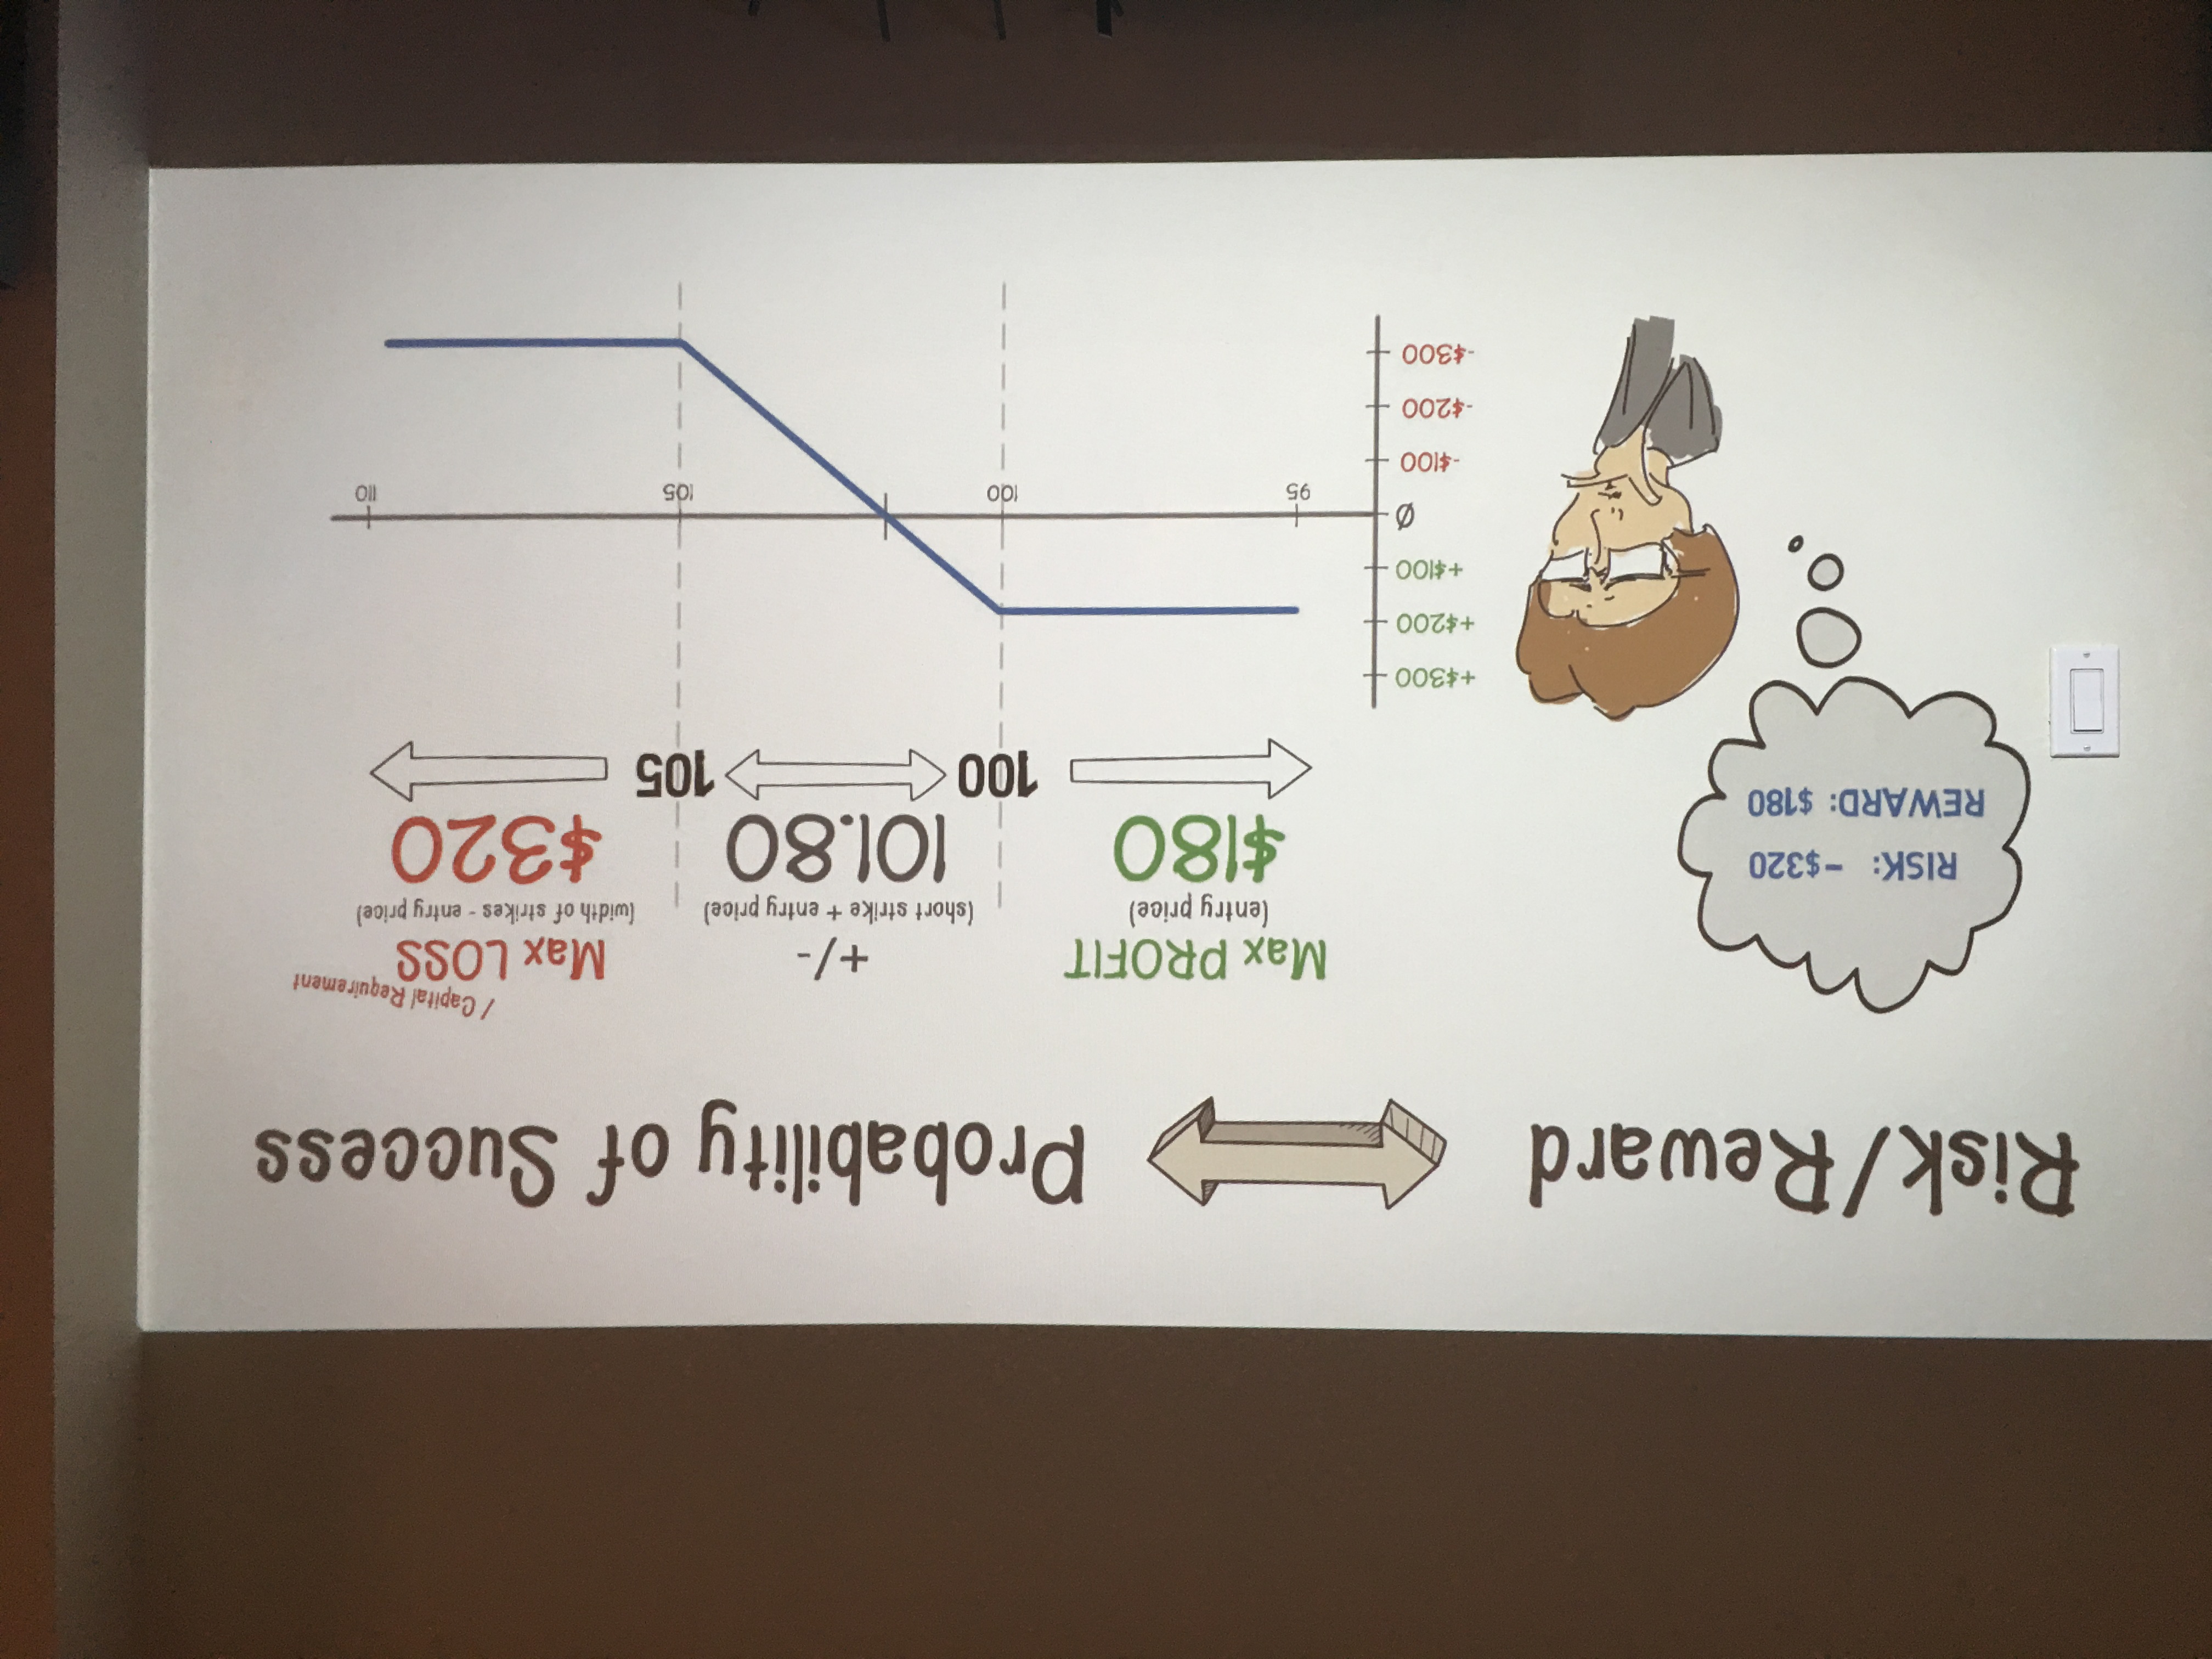 Risk/Reward
Probability of Success
RISK: -$320
REWARD: $180
Max PROFIT
(entry price)
$180
+/-
(short strike + entry price)
101.80
/ Capital Requirement
Max LOSS
(width of strikes - entry price)
$320
100
105
+$300
+$200
+$100
Ø
-$100
-$200
-$300
95
100
105
110